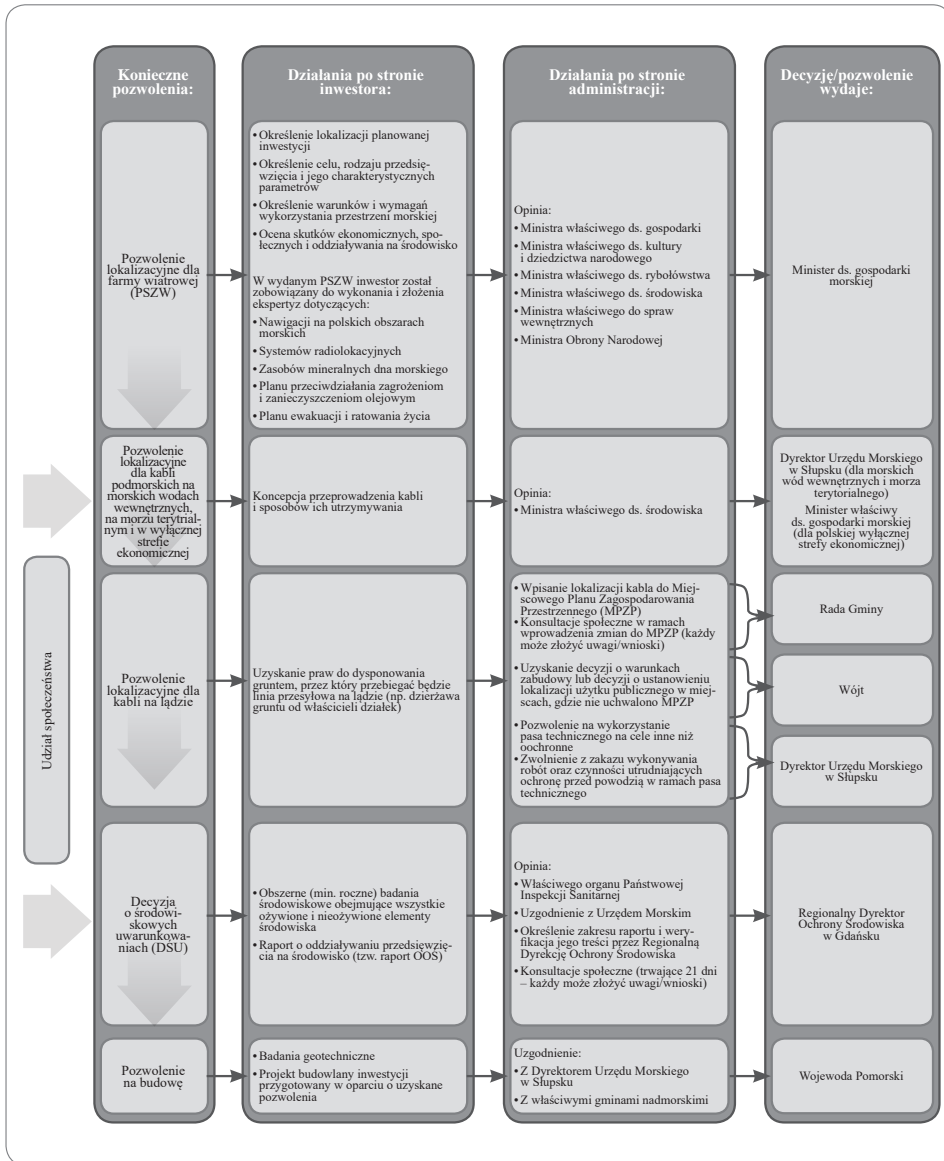 Konieczne
pozwolenia:
Działania po stronie
inwestora:
Działania po stronie
administracji:
Decyzję/pozwolenie
wydaje:
Pozwolenie
lokalizacyjne dla
farmy wiatrowej
(PSZW)
• Określenie lokalizacji planowanej
inwestycji
• Określenie celu, rodzaju przedsię-
wzięcia i jego charakterystycznych
parametrów
• Określenie warunków i wymagań
wykorzystania przestrzeni morskiej
• Ocena skutków ekonomicznych, spo-
łecznych i oddziaływania na środowisko
W wydanym PSZW inwestor został
zobowiązany do wykonania i złożenia
ekspertyz dotyczących:
• Nawigacji na polskich obszarach
morskich
• Systemów radiolokacyjnych
• Zasobów mineralnych dna morskiego
• Planu przeciwdziałania zagrożeniom
i zanieczyszczeniom olejowym
• Planu ewakuacji i ratowania życia
Opinia:
• Ministra właściwego ds. gospodarki
• Ministra właściwego ds. kultury
i dziedzictwa narodowego
• Ministra właściwego ds. rybołówstwa
• Ministra właściwego ds. środowiska
• Ministra właściwego do spraw
wewnętrznych
• Ministra Obrony Narodowej
Minister ds. gospodarki
morskiej
Pozwolenie
lokalizacyjne
dla kabli
podmorskich na
morskich wodach
wewnętrznych,
na morzu terytrial-
nym i w wyłącznej
strefie
ekonomicznej
Koncepcja przeprowadzenia kabli
i sposobów ich utrzymywania
Opinia:
• Ministra właściwego ds. środowiska
Dyrektor Urzędu Morskiego
w Słupsku (dla morskich
wód wewnętrznych i morza
terytorialnego)
Minister właściwy
ds. gospodarki morskiej
(dla polskiej wyłącznej
strefy ekonomicznej)
Udział społeczeństwa
Pozwolenie
lokalizacyjne dla
kabli na lądzie
Uzyskanie praw do dysponowania
gruntem, przez który przebiegać będzie
linia przesyłowa na lądzie (np. dzierżawa
gruntu od właścicieli działek)
• Wpisanie lokalizacji kabla do Miej-
scowego Planu Zagospodarowania
Przestrzennego (MPZP)
• Konsultacje społeczne w ramach
wprowadzenia zmian do MPZP (każdy
może złożyć uwagi/wnioski)
• Uzyskanie decyzji o warunkach
zabudowy lub decyzji o ustanowieniu
lokalizacji użytku publicznego w miej-
scach, gdzie nie uchwalono MPZP
• Pozwolenie na wykorzystanie
pasa technicznego na cele inne niż
oochronne
• Zwolnienie z zakazu wykonywania
robót oraz czynności utrudniających
ochronę przed powodzią w ramach pasa
technicznego
Rada Gminy
Wójt
Dyrektor Urzędu Morskiego
w Słupsku
Decyzja
o środowi-
skowych
uwarunkowa-
niach (DSU)
• Obszerne (min. roczne) badania
środowiskowe obejmujące wszystkie
ożywione i nieożywione elementy
środowiska
• Raport o oddziaływaniu przedsięwzię-
cia na środowisko (tzw. raport OOŚ)
Opinia:
• Właściwego organu Państwowej
Inspekcji Sanitarnej
• Uzgodnienie z Urzędem Morskim
• Określenie zakresu raportu i wery-
fikacja jego treści przez Regionalną
Dyrekcję Ochrony Środowiska
• Konsultacje społeczne (trwające 21 dni
– każdy może złożyć uwagi/wnioski)
Regionalny Dyrektor
Ochrony Środowiska
w Gdańsku
Pozwolenie
na budowę
• Badania geotechniczne
• Projekt budowlany inwestycji
przygotowany w oparciu o uzyskane
pozwolenia
Uzgodnienie:
• Z Dyrektorem Urzędu Morskiego
w Słupsku
• Z właściwymi gminami nadmorskimi
Wojewoda Pomorski